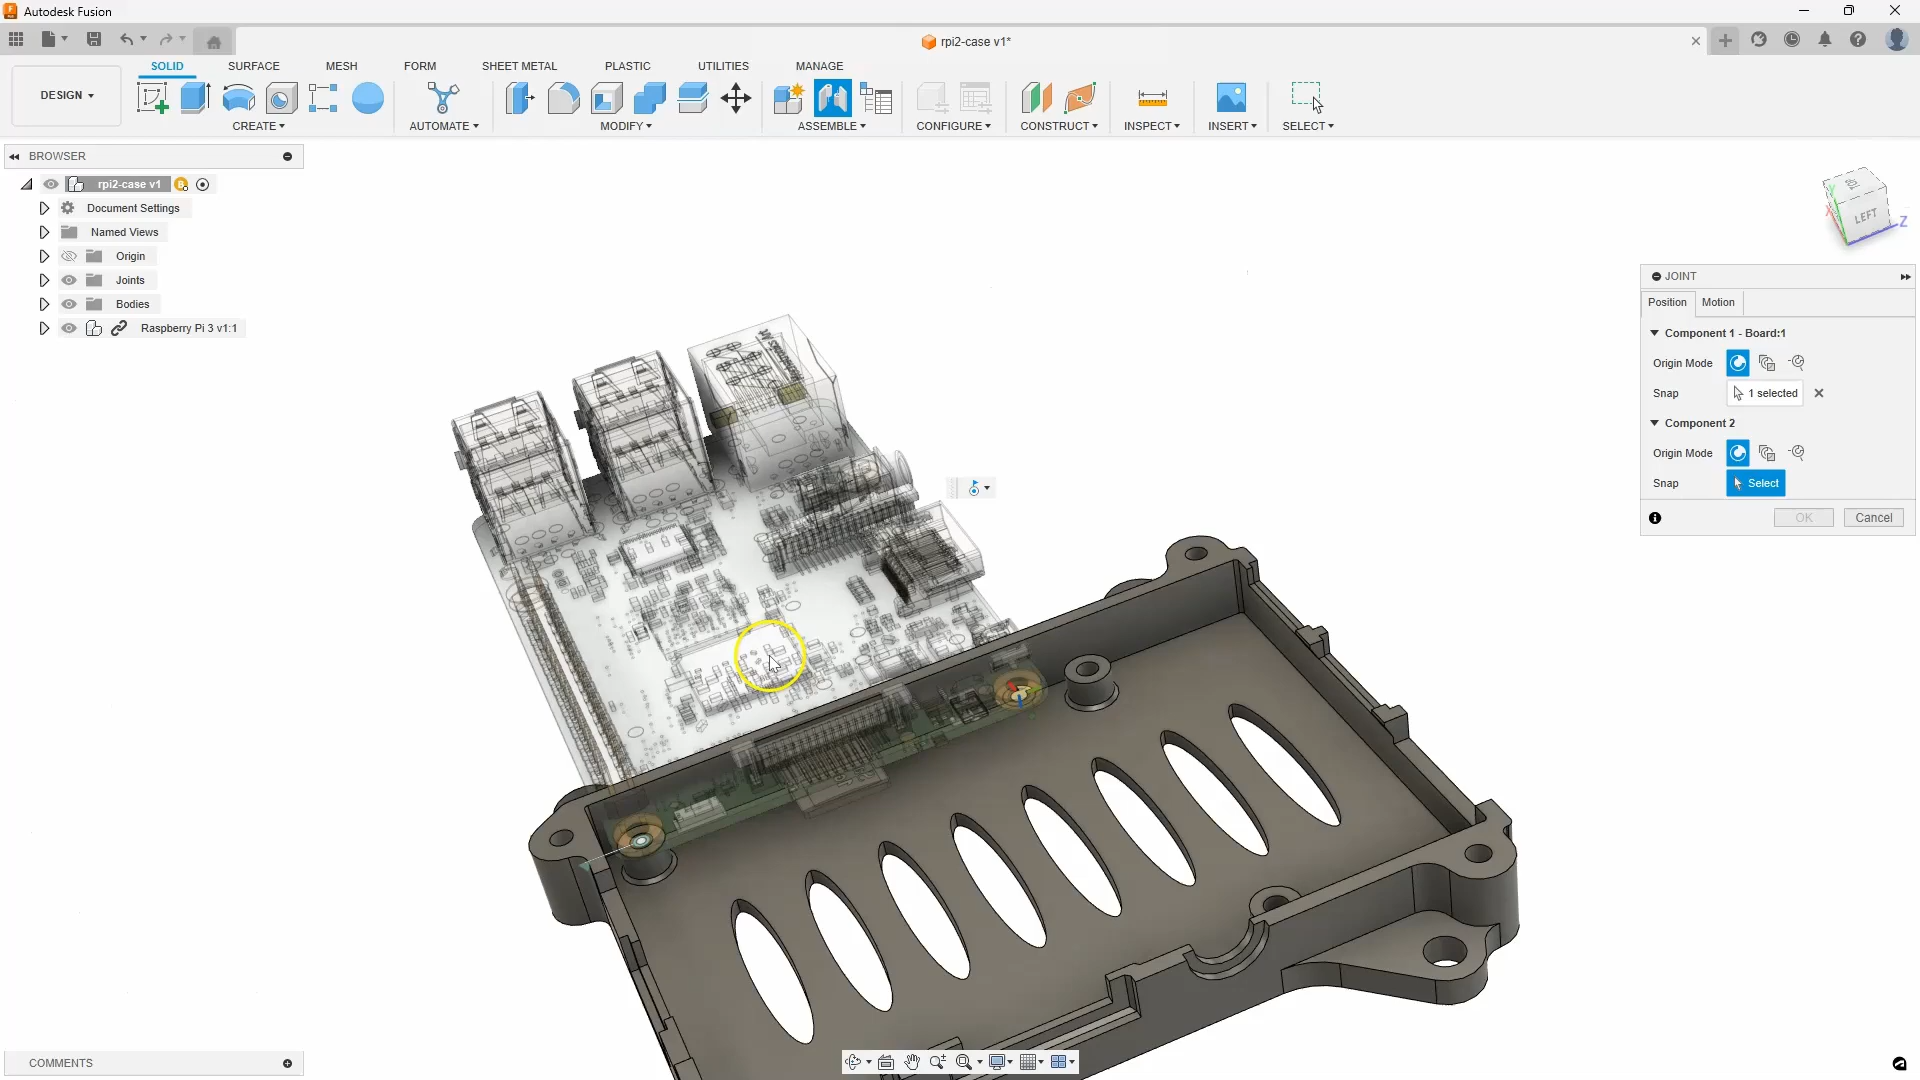 Autodesk Fusion
rpi2-case v1*
DESIGN
SOLID
SURFACE
MESH
FORM
SHEET METAL
PLASTIC
UTILITIES
MANAGE
CREATE
AUTOMATE
MODIFY
ASSEMBLE
CONFIGURE
CONSTRUCT
INSPECT
INSERT
SELECT
BROWSER
rpi2-case v1
Document Settings
Named Views
Origin
Joints
Bodies
Raspberry Pi 3 v1:1
TOP
LEFT
Y
X
Z
JOINT
Position
Motion
Component 1 - Board:1
Origin Mode
Snap
1 selected
Component 2
Origin Mode
Snap
Select
OK
Cancel
COMMENTS